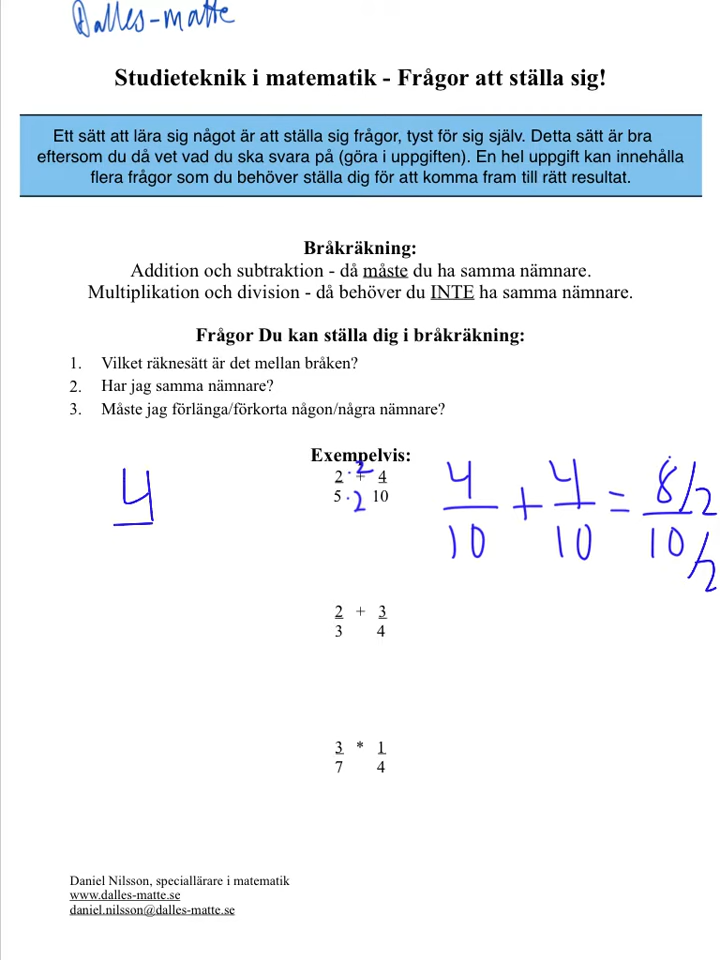 Dalles-matte
Studieteknik i matematik - Frågor att ställa sig!
Ett sätt att lära sig något är att ställa sig frågor, tyst för sig själv. Detta sätt är bra
eftersom du då vet vad du ska svara på (göra i uppgiften). En hel uppgift kan innehålla
flera frågor som du behöver ställa dig för att komma fram till rätt resultat.
Bråkräkning:
Addition och subtraktion - då måste du ha samma nämnare.
Multiplikation och division - då behöver du INTE ha samma nämnare.
Frågor Du kan ställa dig i bråkräkning:
1. Vilket räknesätt är det mellan bråken?
2. Har jag samma nämnare?
3. Måste jag förlänga/förkorta någon/några nämnare?
Exempelvis:
2 · 2 + 4
5 · 2 10
4
4 + 4 = 8/2
10 10 10/2
2 + 3
3 4
3 * 1
7 4
Daniel Nilsson, speciallärare i matematik
www.dalles-matte.se
daniel.nilsson@dalles-matte.se